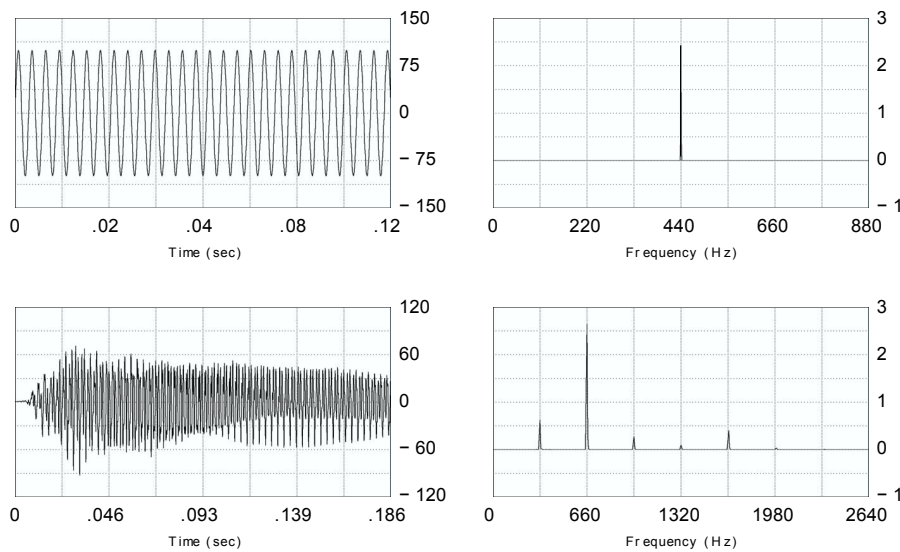 150
75
0
− 75
− 150
0 .02 .04 .08 .12
Time (sec)
3
2
1
0
− 1
0 220 440 660 880
Frequency (Hz)
120
60
0
− 60
− 120
0 .046 .093 .139 .186
Time (sec)
3
2
1
0
− 1
0 660 1320 1980 2640
Frequency (Hz)